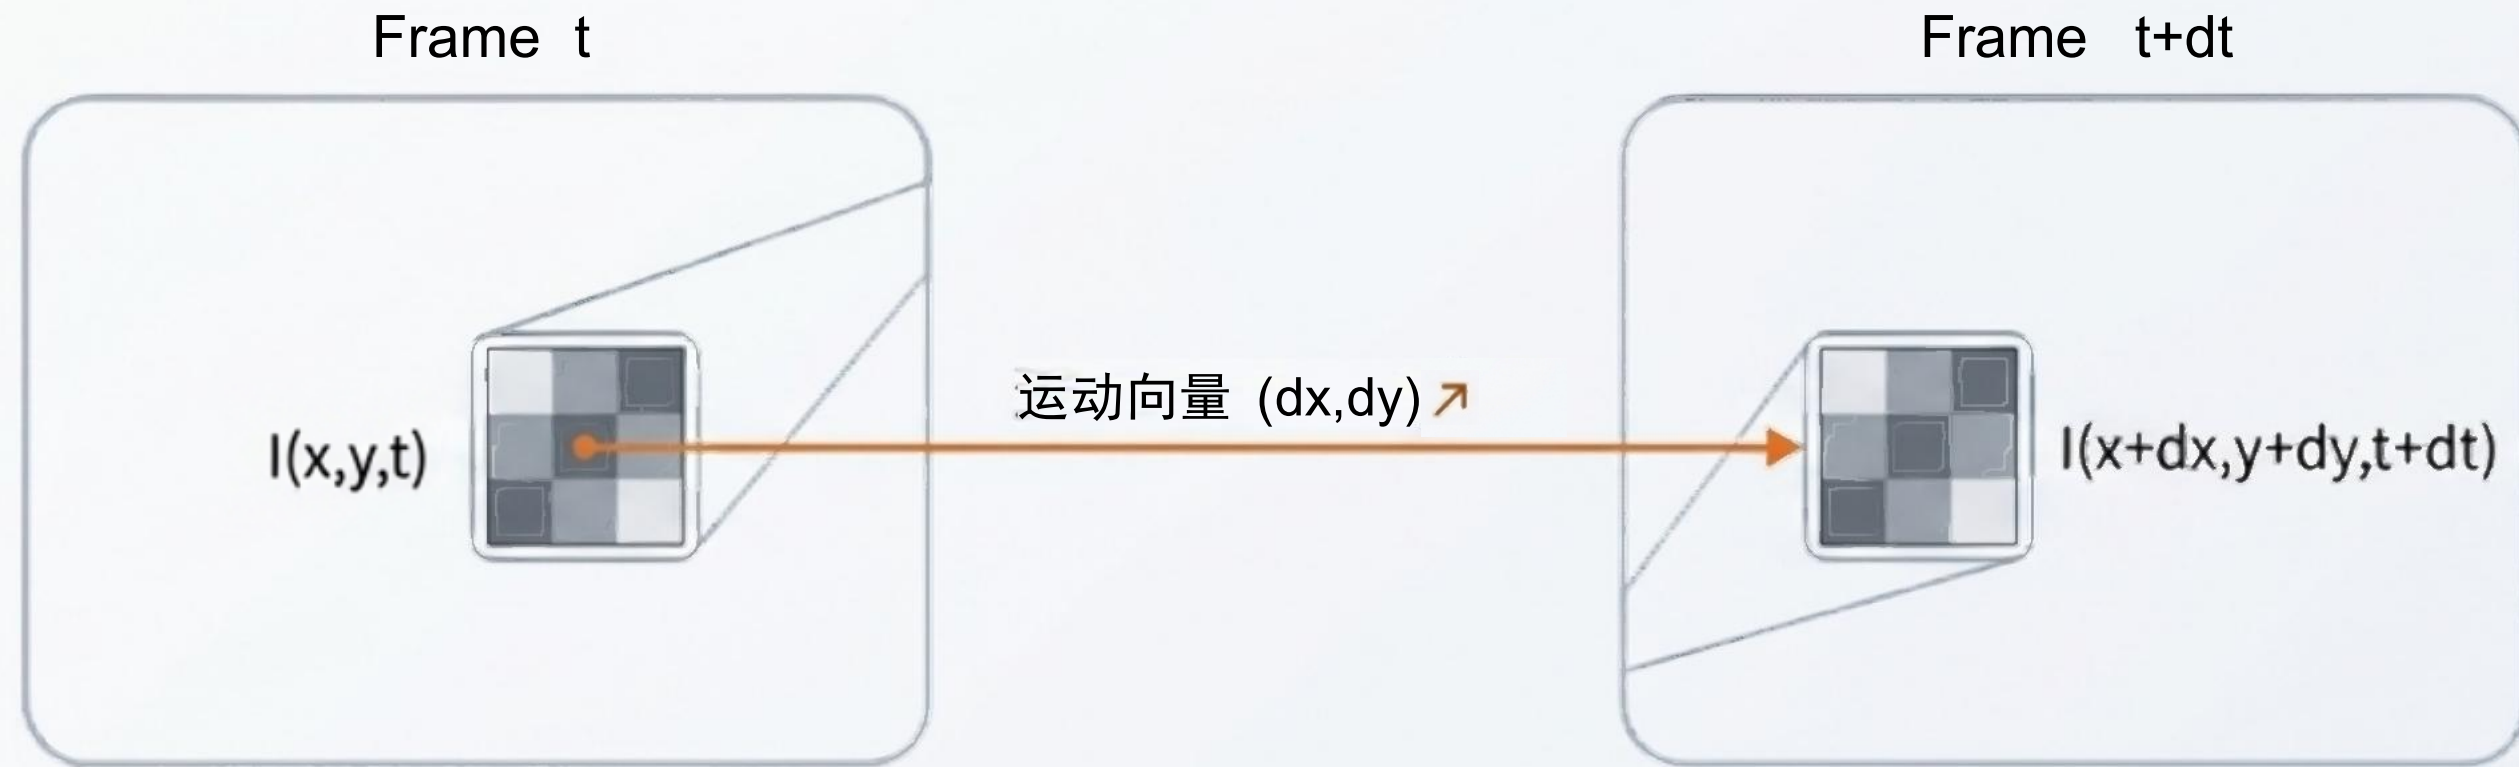 Frame t
Frame t+dt
运动向量 (dx,dy)↗
I(x,y,t)
I(x+dx,y+dy,t+dt)